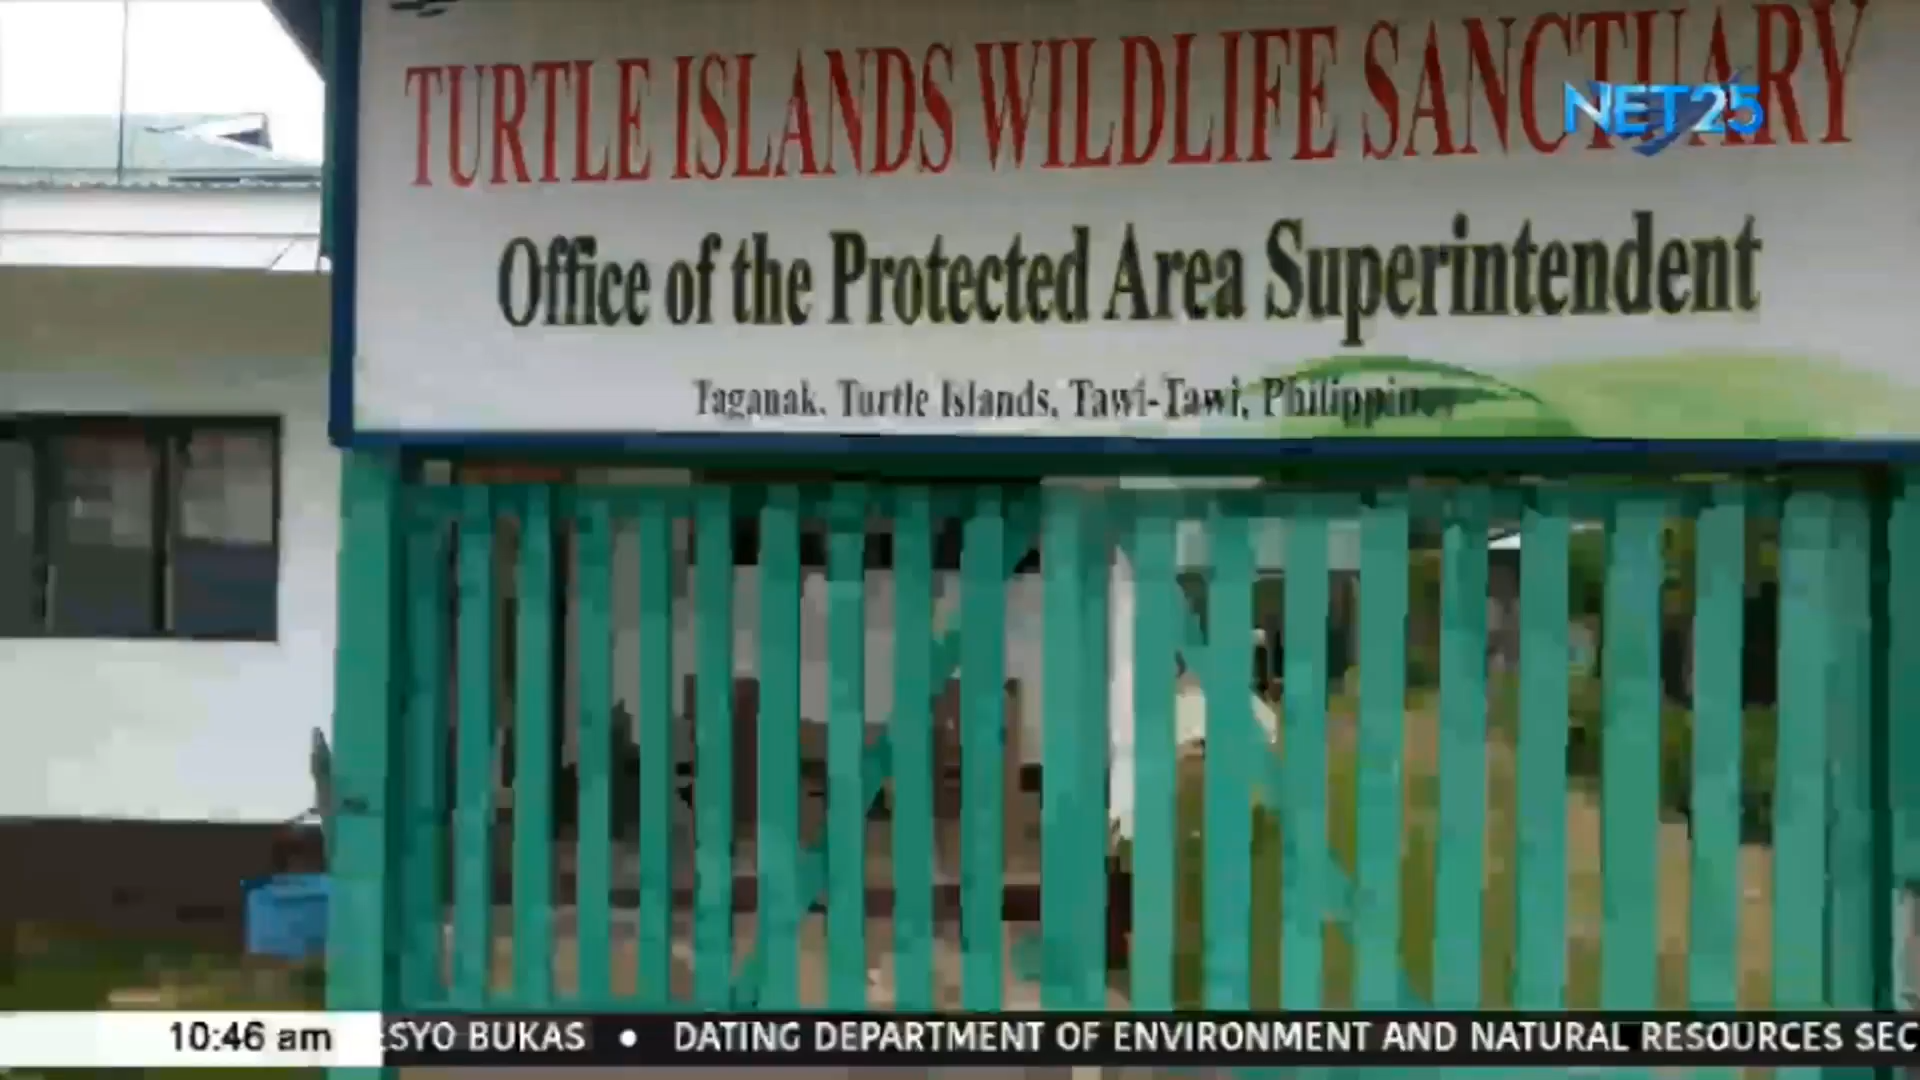 TURTLE ISLANDS WILDLIFE SANCTUARY
NET25
Office of the Protected Area Superintendent
Taganak, Turtle Islands, Tawi-Tawi,
10:46 am
SYO BUKAS • DATING DEPARTMENT OF ENVIRONMENT AND NATURAL RESOURCES SEC